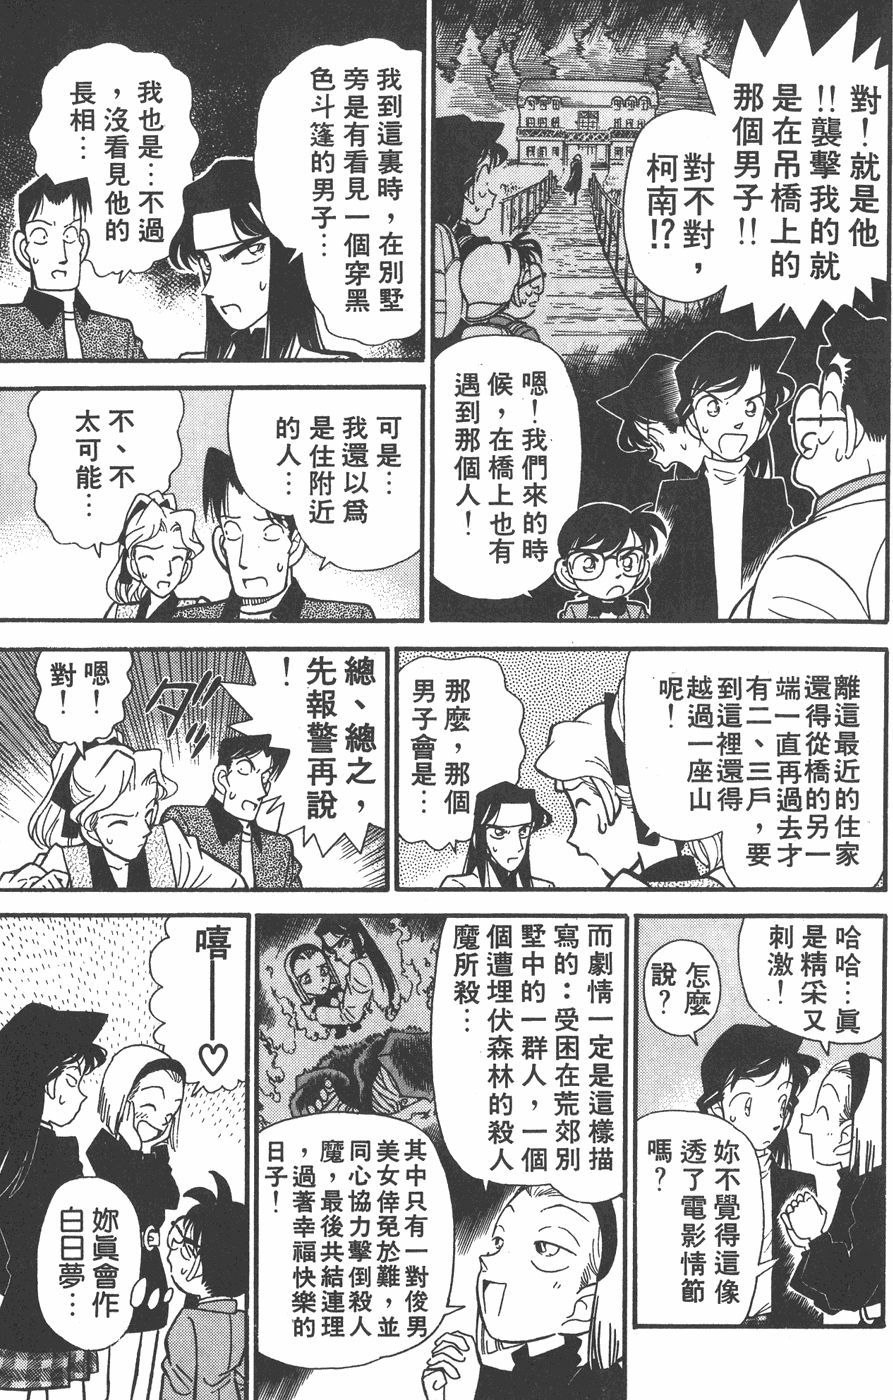 對！就是他
!!襲擊我的就
是在吊橋上的
那個男子!!
對不對，
柯南!?
嗯！我們來的時
候，在橋上也有
遇到那個人！
我到這裏時，在別墅
旁是有看見一個穿黑
色斗篷的男子…
我也是…不過
，沒看見他的
長相…
可是…
我還以為
是住附近
的人…
不、不
太可能…
離這最近的住家
還得從橋的另一
端一直再過去才
有二、三戶，要
到這裡還得
越過一座山
呢！
那麼，那個
男子會是…
總、總之，
先報警再說
！
ダッ
嗯！
對！
哈哈…眞
是精采又
刺激！
怎麼
說？
妳不覺得這像
透了電影情節
嗎？
而劇情一定是這樣描
寫的：受困在荒郊別
墅中的一群人，一個
個遭埋伏森林的殺人
魔所殺…
其中只有一對俊男
美女倖免於難，並
同心協力擊倒殺人
魔，最後共結連理
，過著幸福快樂的
日子！
嘻——♡
妳眞會作
白日夢…